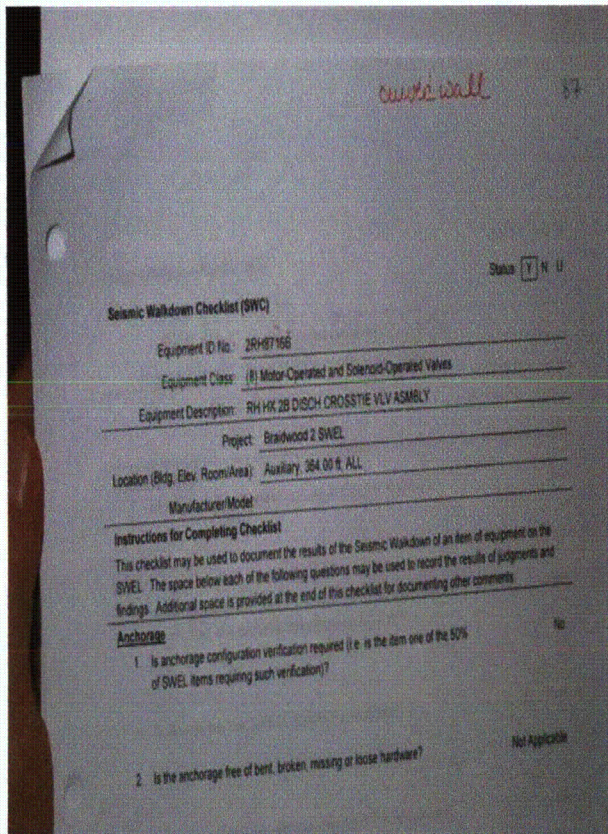 wall
87
Status Y N U
Seismic Walkdown Checklist (SWC)
Equipment ID No.: 2RH8716B
Equipment Class: (8) Motor-Operated and Solenoid-Operated Valves
Equipment Description: RH HX 2B DISCH CROSSTIE VLV ASMBLY
Project: Braidwood 2 SWEL
Location (Bldg, Elev, Room/Area): Auxiliary, 364.00 ft, ALL
Manufacturer/Model
Instructions for Completing Checklist
This checklist may be used to document the results of the Seismic Walkdown of an item of equipment on the
SWEL. The space below each of the following questions may be used to record the results of judgments and
findings. Additional space is provided at the end of this checklist for documenting other comments.
Anchorage
1. Is anchorage configuration verification required (i.e. is the item one of the 50%
of SWEL items requiring such verification)?
No
2. Is the anchorage free of bent, broken, missing or loose hardware?
Not Applicable